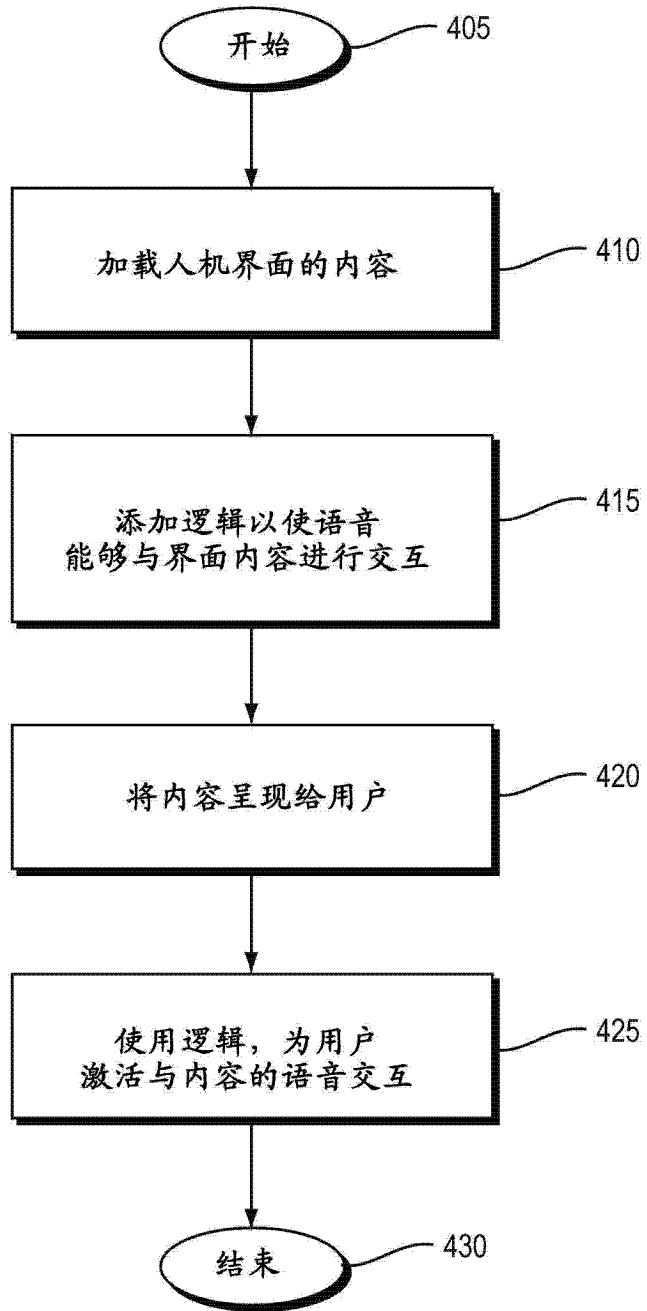 开始
405
加载人机界面的内容
410
添加逻辑以使语音
能够与界面内容进行交互
415
将内容呈现给用户
420
使用逻辑，为用户
激活与内容的语音交互
425
结束
430